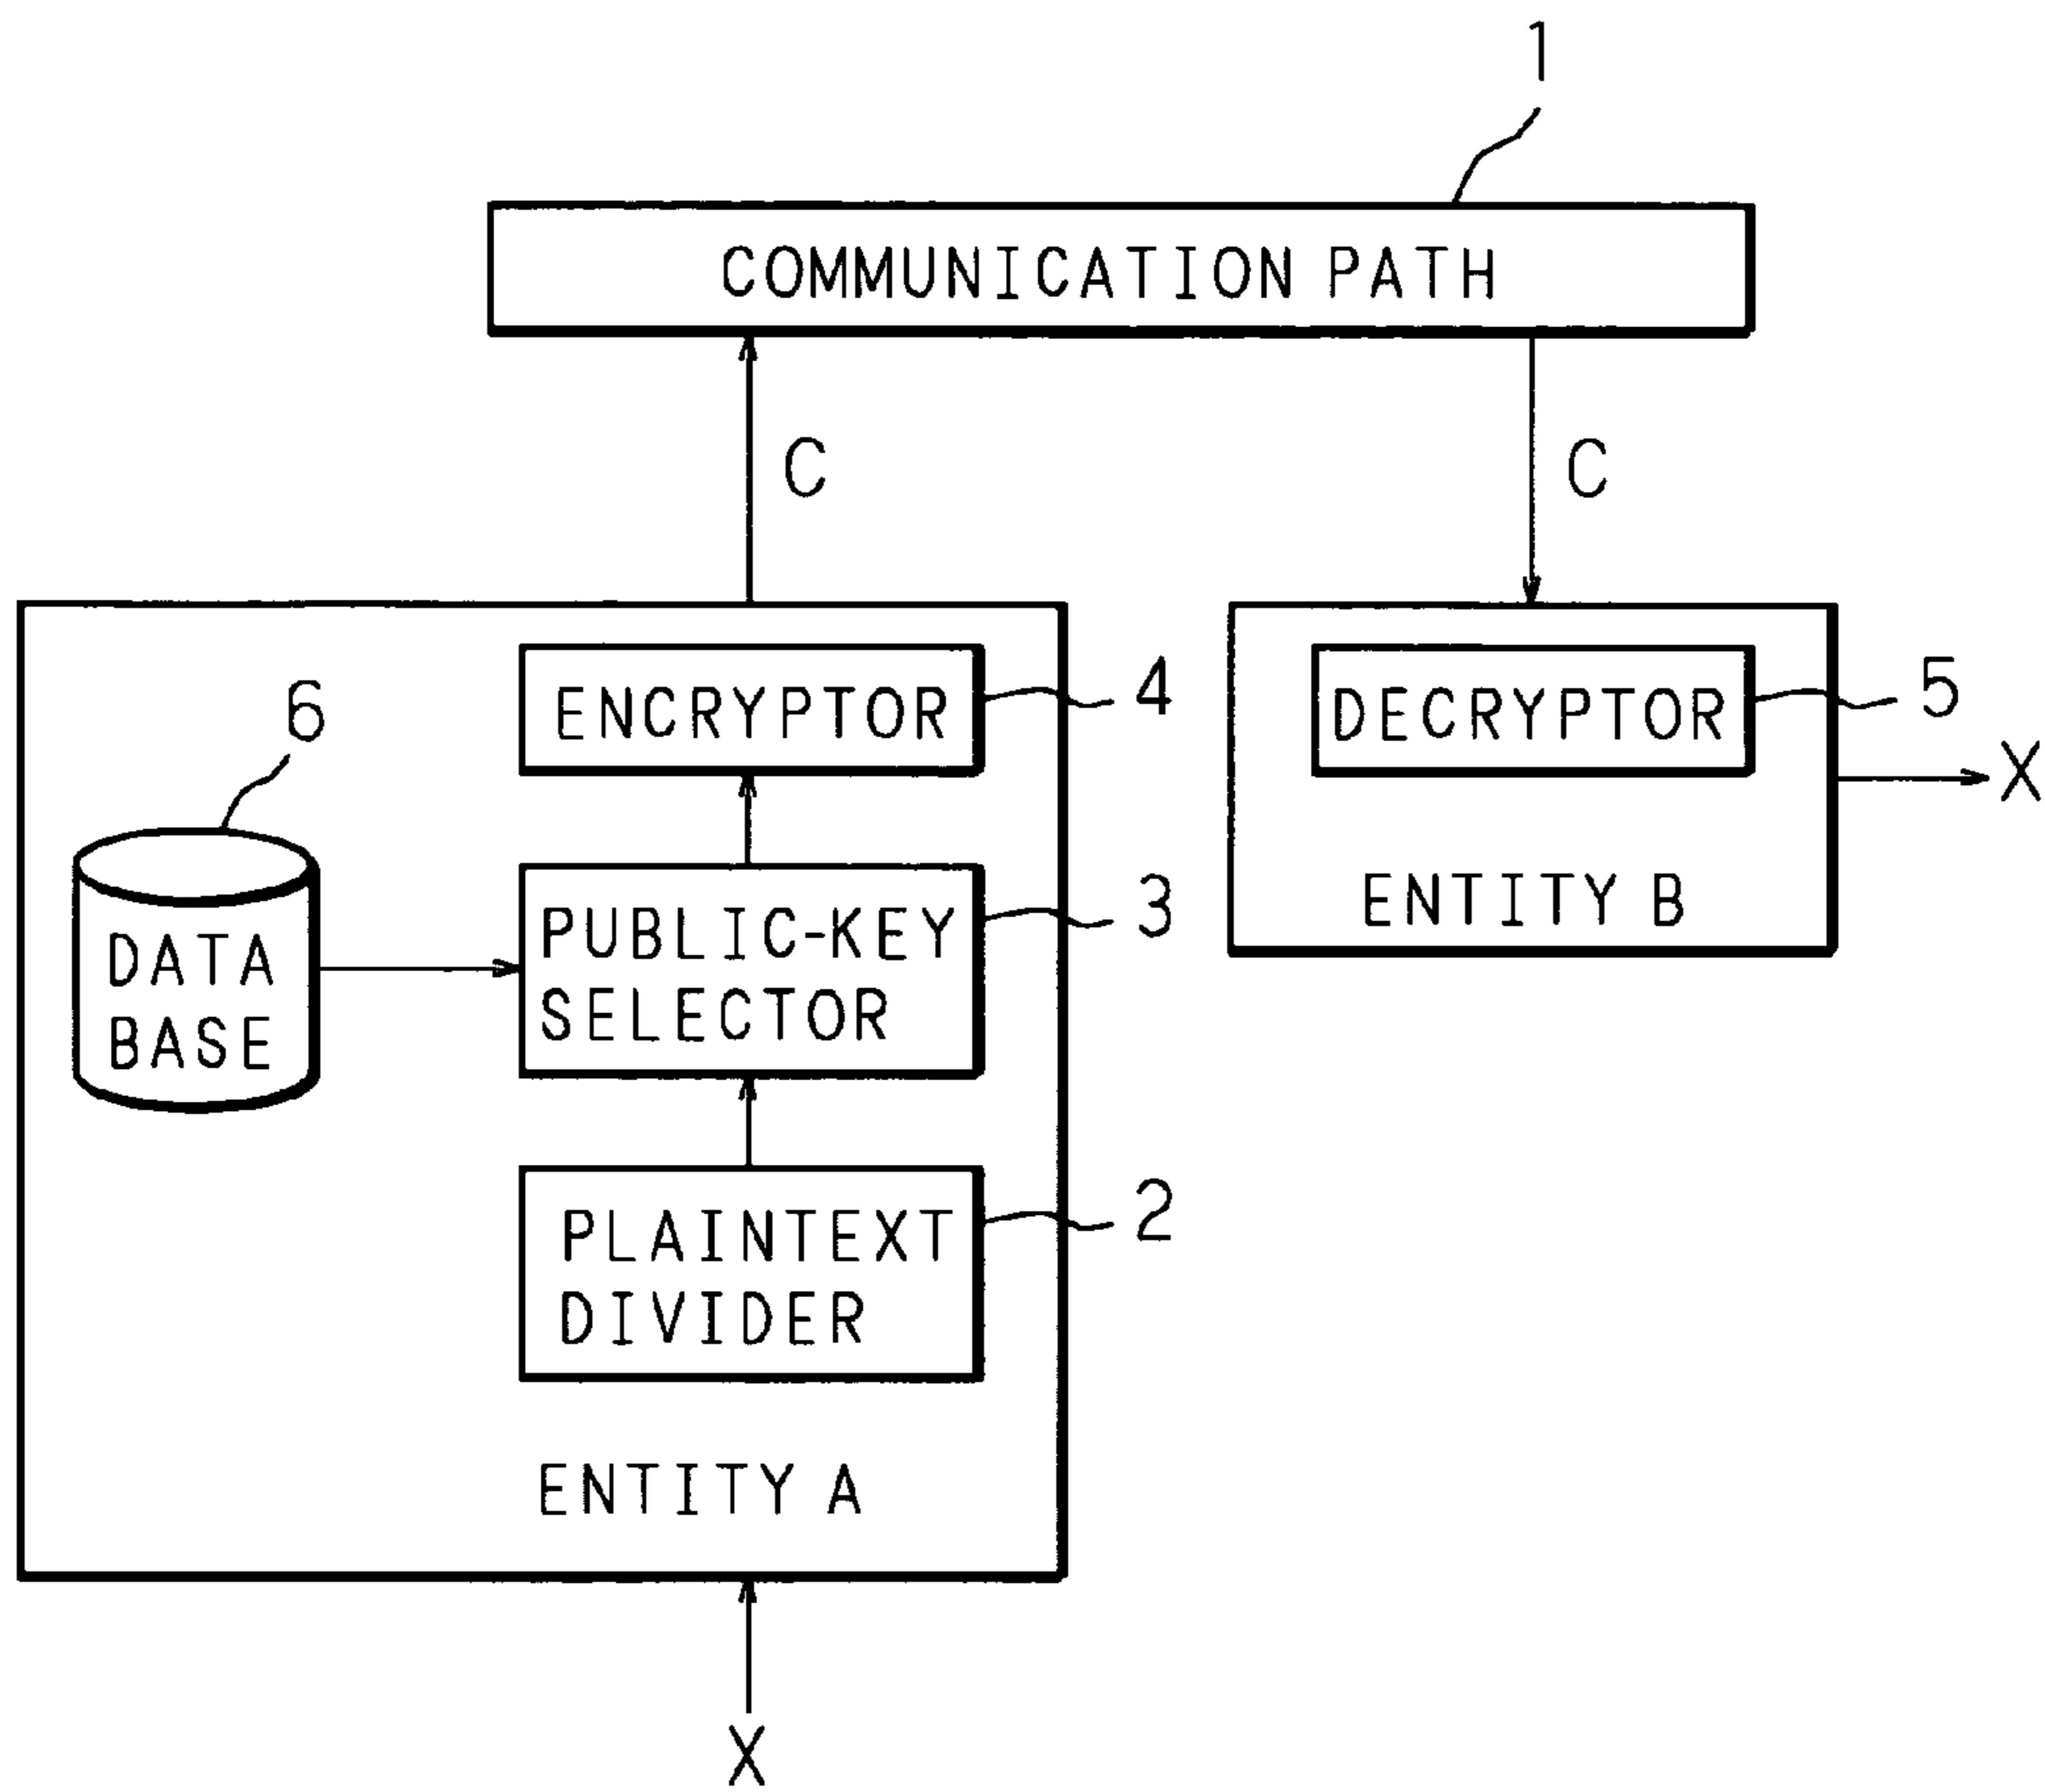 1
COMMUNICATION PATH
C
C
ENCRYPTOR
4
DECRYPTOR
5
6
X
PUBLIC-KEY
SELECTOR
3
ENTITY B
DATA
BASE
PLAINTEXT
DIVIDER
2
ENTITY A
X